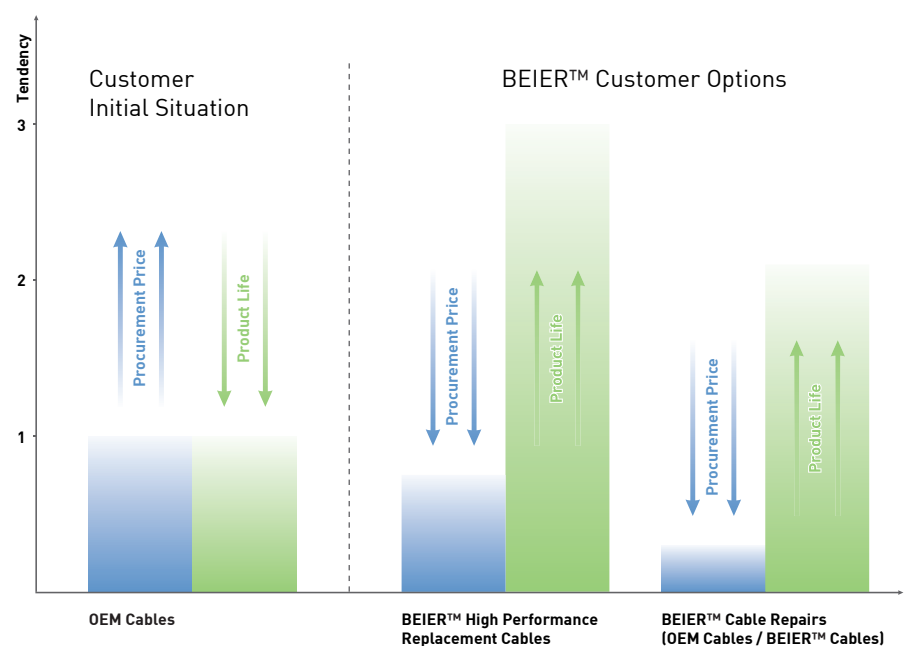 Tendency
3
2
1
Customer
Initial Situation
BEIER™ Customer Options
Procurement Price
Product Life
Procurement Price
Product Life
Procurement Price
Product Life
OEM Cables
BEIER™ High Performance
Replacement Cables
BEIER™ Cable Repairs
(OEM Cables / BEIER™ Cables)